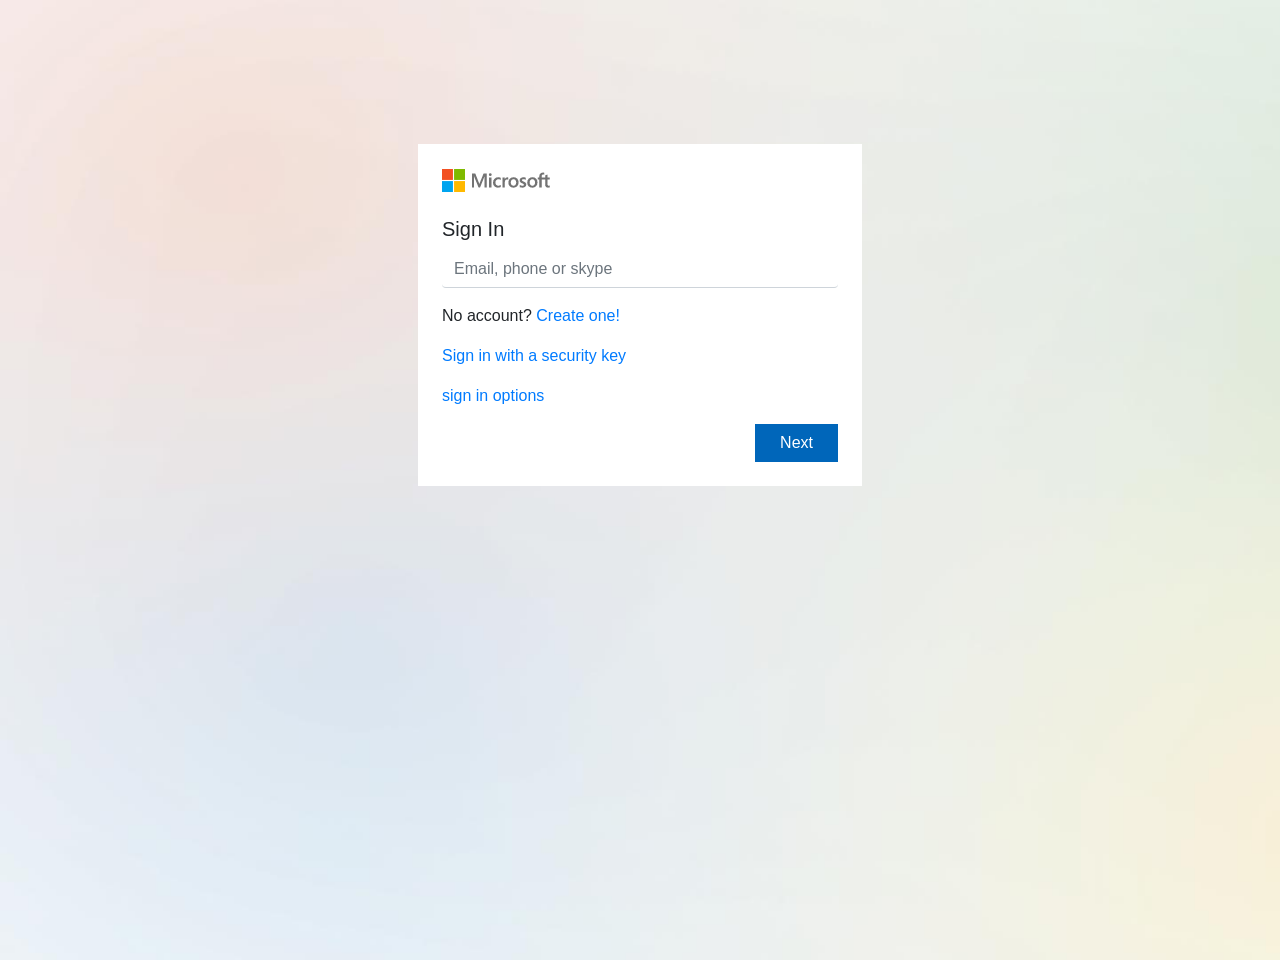 Microsoft
Sign In
Email, phone or skype
No account? Create one!
Sign in with a security key
sign in options
Next